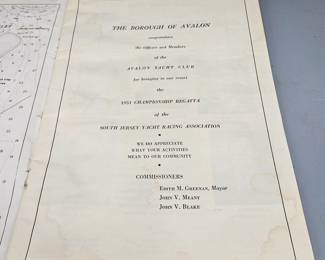 THE BOROUGH OF AVALON
congratulates
the Officers and Members
of the
AVALON YACHT CLUB
for bringing to our resort
the
1951 CHAMPIONSHIP REGATTA
of the
SOUTH JERSEY YACHT RACING ASSOCIATION
WE DO APPRECIATE
WHAT YOUR ACTIVITIES
MEAN TO OUR COMMUNITY
COMMISSIONERS
EDITH M. GREENAN, Mayor
JOHN V. MEANY
JOHN V. BLAKE